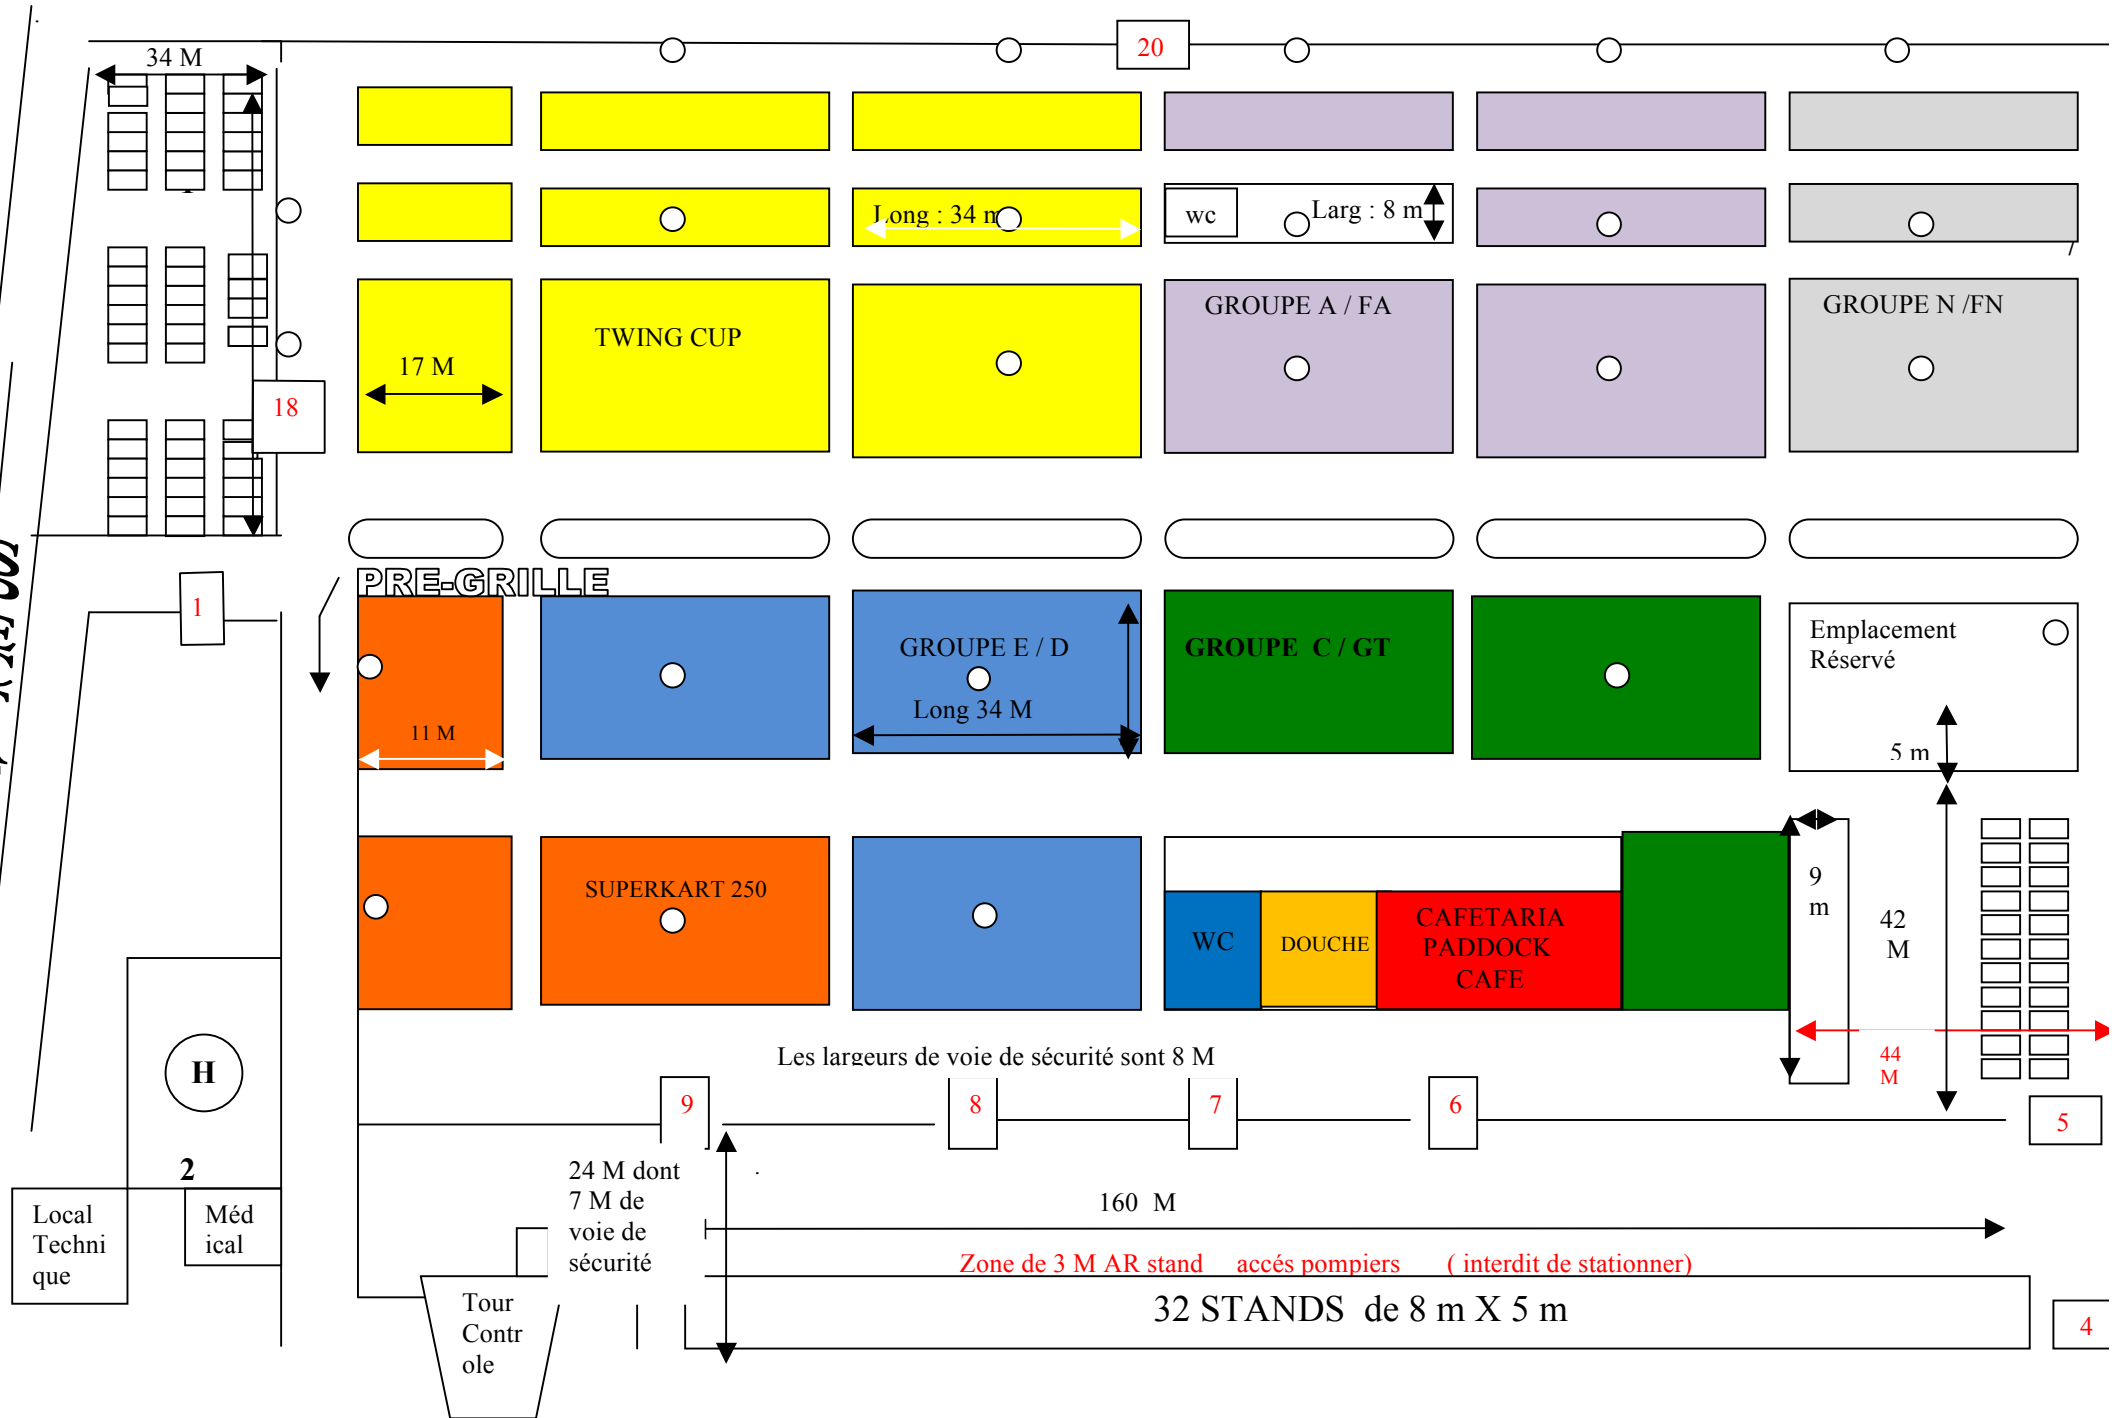 34 M
20
Long : 34 m
wc
Larg : 8 m
TWING CUP
GROUPE A / FA
GROUPE N /FN
17 M
18
PRE-GRILLE
1
GROUPE E / D
Long 34 M
GROUPE C / GT
Emplacement
Réservé
11 M
5 m
SUPERKART 250
WC
DOUCHE
CAFETARIA
PADDOCK
CAFE
9
m
42
M
44
M
H
Les largeurs de voie de sécurité sont 8 M
9
8
7
6
5
2
Local
Techni
que
Méd
ical
24 M dont
7 M de
voie de
sécurité
160 M
Zone de 3 M AR stand accés pompiers ( interdit de stationner)
Tour
Contr
ole
32 STANDS de 8 m X 5 m
4